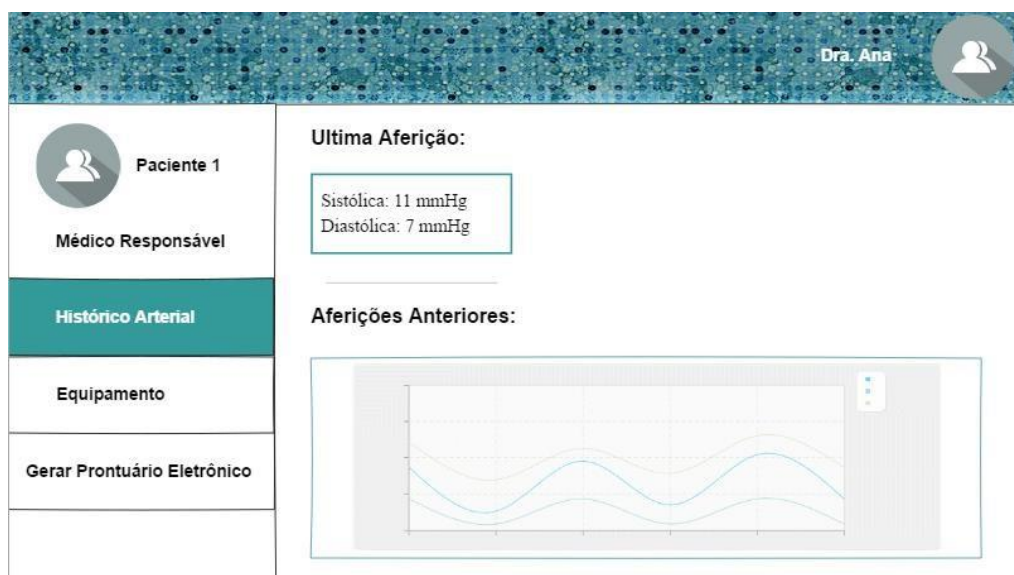 Dra. Ana
Paciente 1
Médico Responsável
Histórico Arterial
Equipamento
Gerar Prontuário Eletrônico
Ultima Aferição:
Sistólica: 11 mmHg
Diastólica: 7 mmHg
Aferições Anteriores: